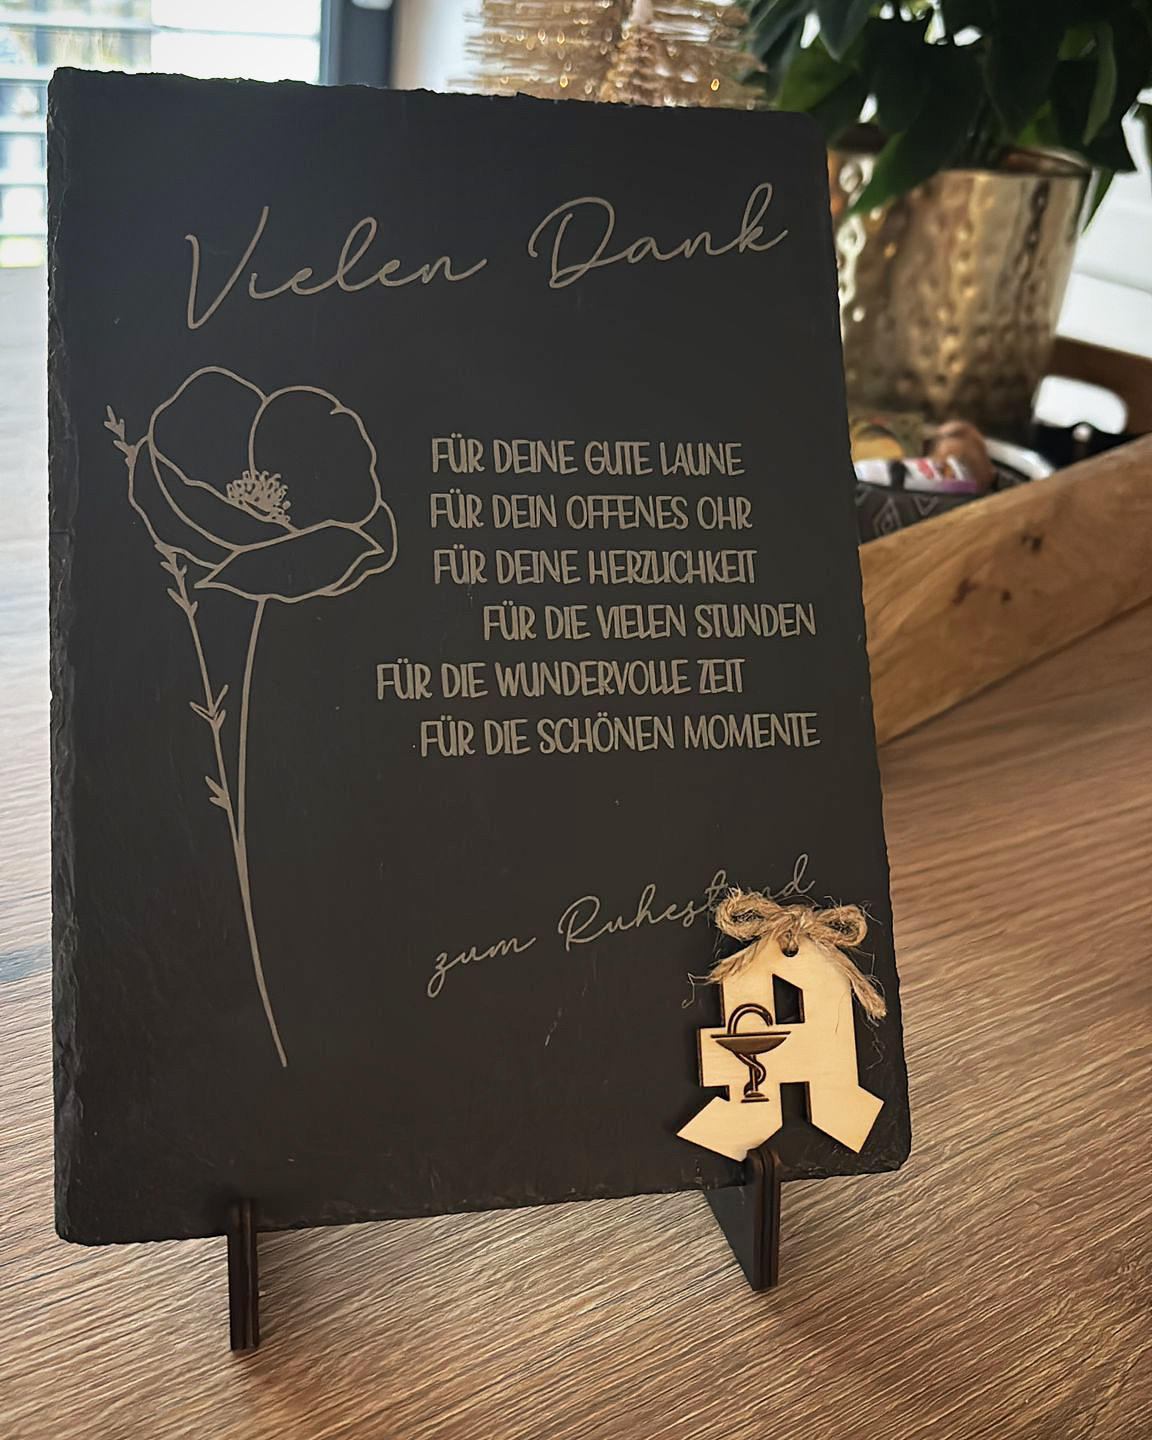 Vielen Dank
FÜR DEINE GUTE LAUNE
FÜR DEIN OFFENES OHR
FÜR DEINE HERZLICHKEIT
FÜR DIE VIELEN STUNDEN
FÜR DIE WUNDERVOLLE ZEIT
FÜR DIE SCHÖNEN MOMENTE
zum Ruhestand
A